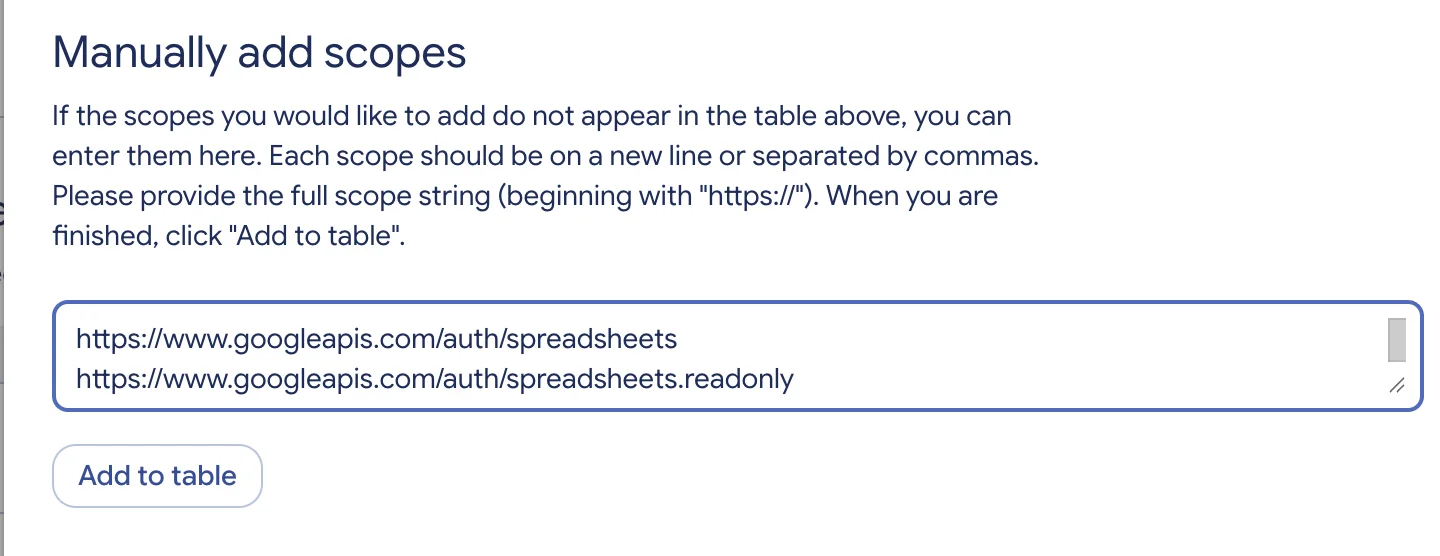 Manually add scopes
If the scopes you would like to add do not appear in the table above, you can
enter them here. Each scope should be on a new line or separated by commas.
Please provide the full scope string (beginning with "https://"). When you are
finished, click "Add to table".
https://www.googleapis.com/auth/spreadsheets
https://www.googleapis.com/auth/spreadsheets.readonly
Add to table